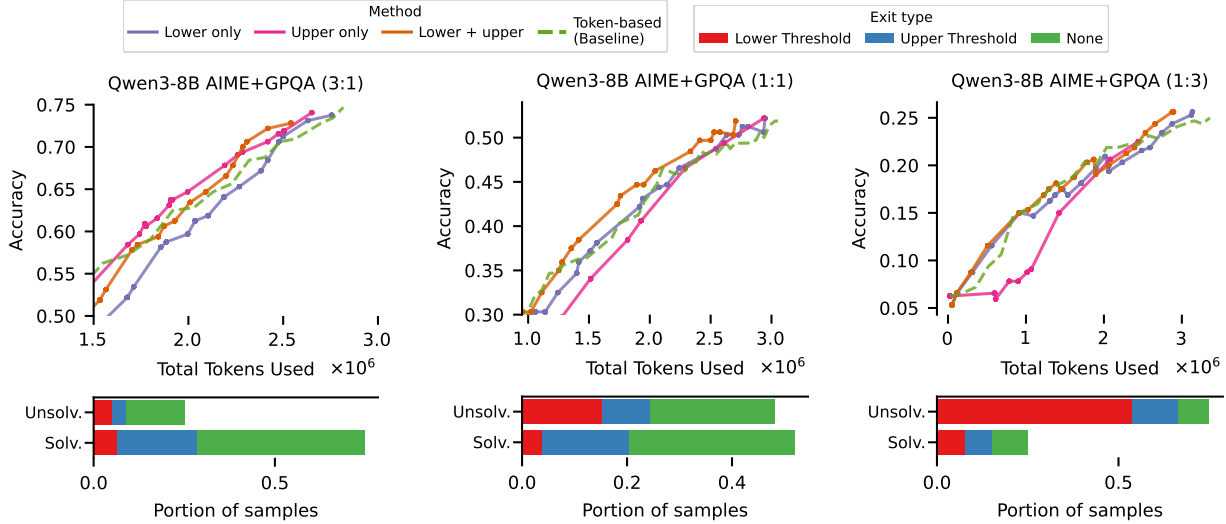 Method
Lower only
Upper only
Lower + upper
Token-based
(Baseline)
Exit type
Lower Threshold
Upper Threshold
None
Qwen3-8B AIME+GPQA (3:1)
Accuracy
0.75
0.70
0.65
0.60
0.55
0.50
1.5
2.0
2.5
3.0
Total Tokens Used ×10⁶
Unsolv.
Solv.
0.0
0.5
Portion of samples
Qwen3-8B AIME+GPQA (1:1)
Accuracy
0.50
0.45
0.40
0.35
0.30
1.0
1.5
2.0
2.5
3.0
Total Tokens Used ×10⁶
Unsolv.
Solv.
0.0
0.2
0.4
Portion of samples
Qwen3-8B AIME+GPQA (1:3)
Accuracy
0.25
0.20
0.15
0.10
0.05
0
1
2
3
Total Tokens Used ×10⁶
Unsolv.
Solv.
0.0
0.5
Portion of samples